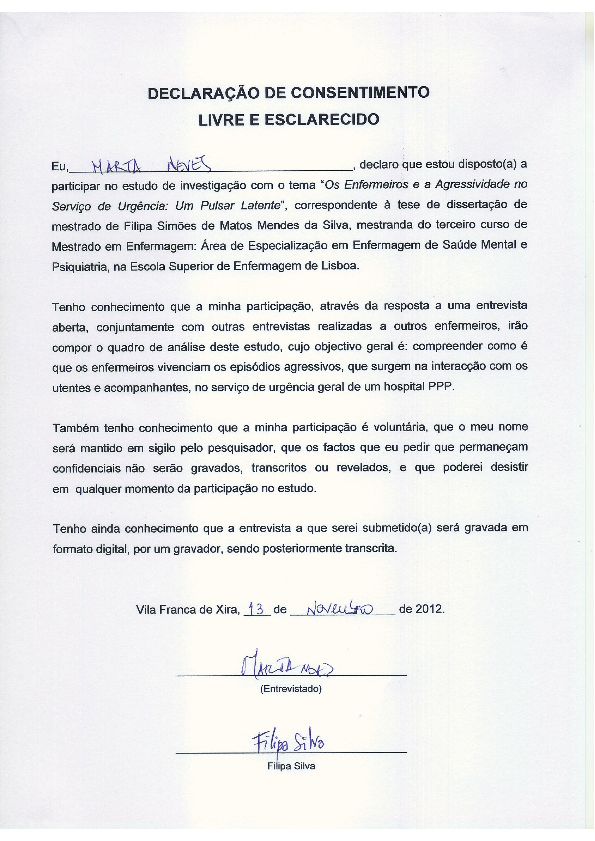 DECLARAÇÃO DE CONSENTIMENTO
LIVRE E ESCLARECIDO
Eu, MARTA NEVES, declaro que estou disposto(a) a
participar no estudo de investigação com o tema "Os Enfermeiros e a Agressividade no
Serviço de Urgência: Um Pulsar Latente", correspondente à tese de dissertação de
mestrado de Filipa Simões de Matos Mendes da Silva, mestranda do terceiro curso de
Mestrado em Enfermagem: Área de Especialização em Enfermagem de Saúde Mental e
Psiquiatria, na Escola Superior de Enfermagem de Lisboa.
Tenho conhecimento que a minha participação, através da resposta a uma entrevista
aberta, conjuntamente com outras entrevistas realizadas a outros enfermeiros, irão
compor o quadro de análise deste estudo, cujo objectivo geral é: compreender como é
que os enfermeiros vivenciam os episódios agressivos, que surgem na interacção com os
utentes e acompanhantes, no serviço de urgência geral de um hospital PPP.
Também tenho conhecimento que a minha participação é voluntária, que o meu nome
será mantido em sigilo pelo pesquisador, que os factos que eu pedir que permaneçam
confidenciais não serão gravados, transcritos ou revelados, e que poderei desistir
em qualquer momento da participação no estudo.
Tenho ainda conhecimento que a entrevista a que serei submetido(a) será gravada em
formato digital, por um gravador, sendo posteriormente transcrita.
Vila Franca de Xira, 13 de Novembro de 2012.
MARTA NEVES
(Entrevistado)
Filipa Silva
Filipa Silva